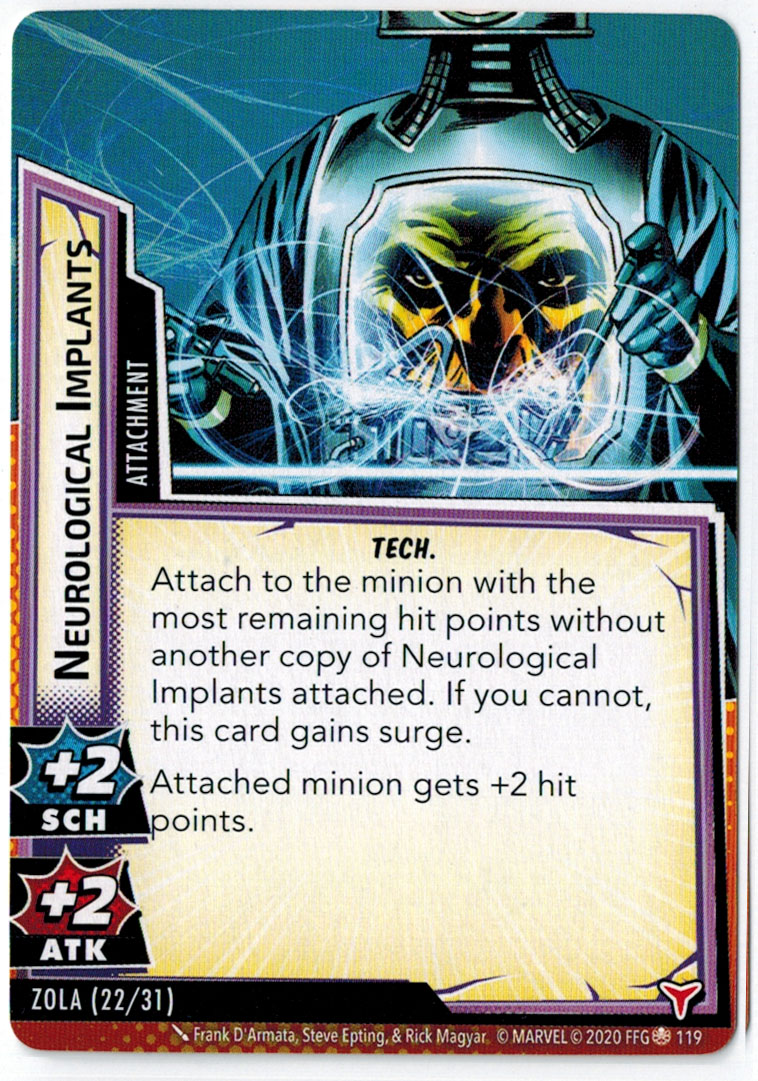 NEUROLOGICAL IMPLANTS
ATTACHMENT
TECH.
Attach to the minion with the
most remaining hit points without
another copy of Neurological
Implants attached. If you cannot,
this card gains surge.
Attached minion gets +2 hit
points.
+2
SCH
+2
ATK
ZOLA (22/31)
Frank D'Armata, Steve Epting, & Rick Magyar © MARVEL © 2020 FFG 119